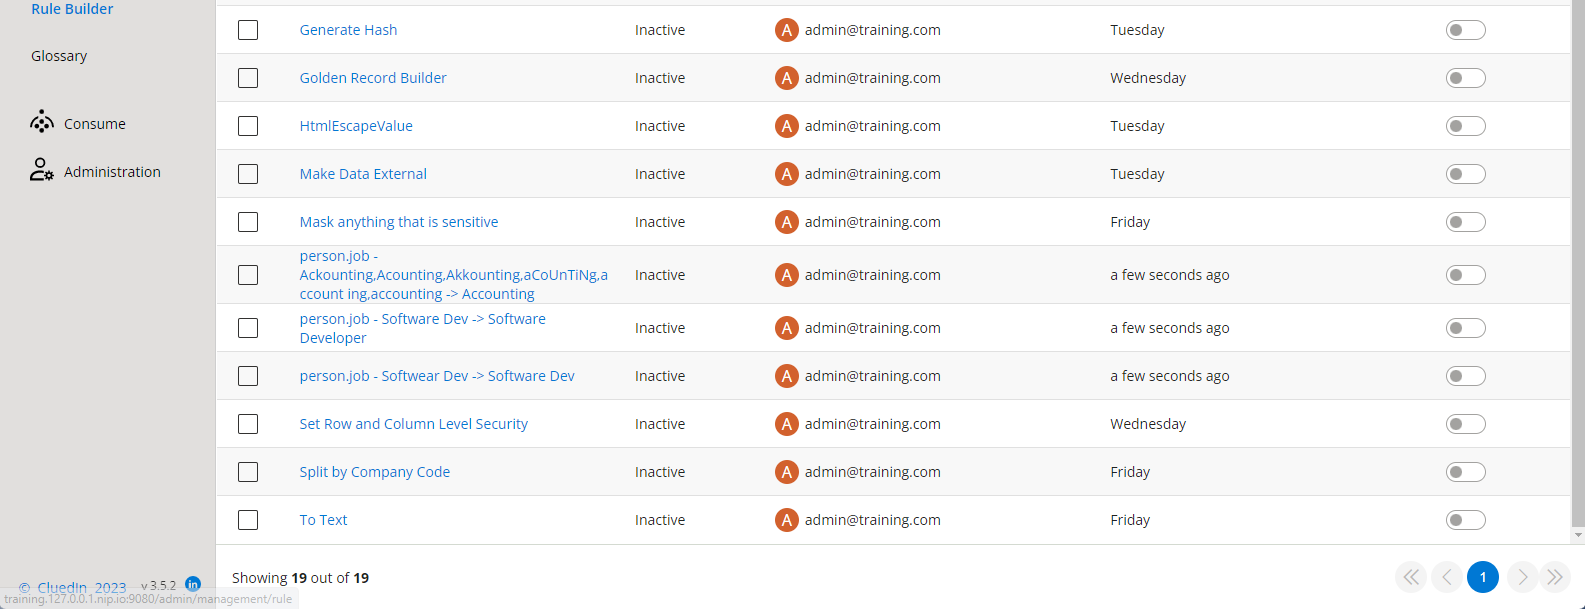 Rule Builder
Glossary
Consume
Administration
Generate Hash Inactive A admin@training.com Tuesday
Golden Record Builder Inactive A admin@training.com Wednesday
HtmlEscapeValue Inactive A admin@training.com Tuesday
Make Data External Inactive A admin@training.com Tuesday
Mask anything that is sensitive Inactive A admin@training.com Friday
person.job -
Ackounting,Acounting,Akkounting,aCoUnTiNg,a Inactive A admin@training.com a few seconds ago
ccount ing,accounting -> Accounting
person.job - Software Dev -> Software
Developer Inactive A admin@training.com a few seconds ago
person.job - Softwear Dev -> Software Dev Inactive A admin@training.com a few seconds ago
Set Row and Column Level Security Inactive A admin@training.com Wednesday
Split by Company Code Inactive A admin@training.com Friday
To Text Inactive A admin@training.com Friday
Showing 19 out of 19
1
© CluedIn 2023 v 3.5.2 in
training.127.0.0.1.nip.io:9080/admin/management/rule